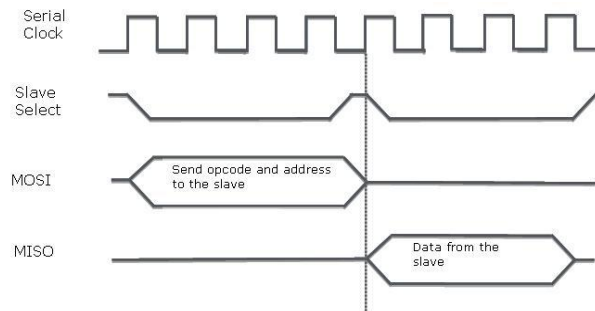 Serial
Clock
Slave
Select
MOSI
Send opcode and address
to the slave
MISO
Data from the
slave